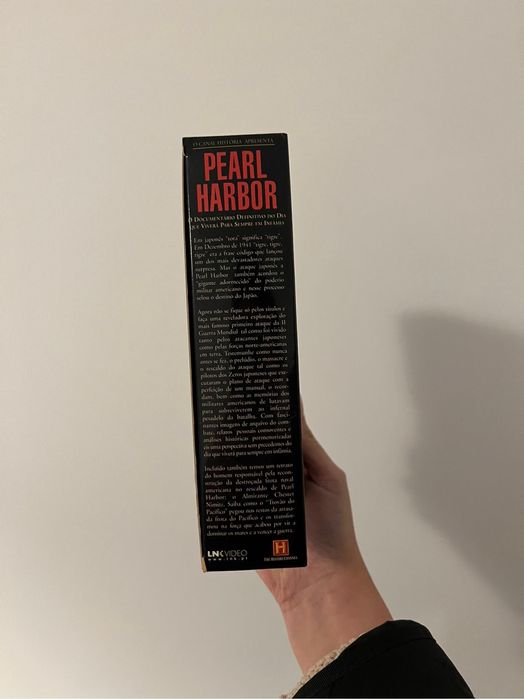 O CANAL HISTÓRIA APRESENTA
PEARL
HARBOR
O DOCUMENTÁRIO DEFINITIVO DO DIA
QUE VIVERÁ PARA SEMPRE EM INFÂMIA
Em japonês "tora" significa "tigre".
Em Dezembro de 1941 "tigre, tigre,
tigre" era a frase código que lançou
um dos mais devastadores ataques
surpresa. Mas o ataque japonês a
Pearl Harbor também acordou o
"gigante adormecido" do poderio
militar americano e nesse processo
selou o destino do Japão.
Agora não se fique só pelos títulos e
faça uma reveladora exploração do
mais famoso primeiro ataque da II
Guerra Mundial tal como foi vivido
tanto pelos atacantes japoneses
como pelas forças norte-americanas
em terra. Testemunhe como nunca
antes se fez, o prelúdio, o massacre e
o rescaldo do ataque tal como os
pilotos dos Zeros japoneses que exe-
cutaram o plano de ataque com a
perfeição de um manual, o recor-
dam, bem como as memórias dos
militares americanos de lutavam
para sobreviverem ao infernal
pesadelo da batalha. Com fasci-
nantes imagens de arquivo do com-
bate, relatos pessoais comoventes e
análises históricas pormenorizadas
eis uma perspectiva sem precedentes do
dia que viverá para sempre em infâmia.
Incluído também temos um retrato
do homem responsável pela recons-
trução da destroçada frota naval
americana no rescaldo de Pearl
Harbor: o Almirante Chester
Nimitz. Saiba como o "Trovão do
Pacífico" pegou nos restos da arrasa-
da frota do Pacífico e os transfor-
mou na força que acabou por vir a
dominar os mares e a vencer a guerra.
LNK VIDEO
www.lnk.pt
H
THE HISTORY CHANNEL